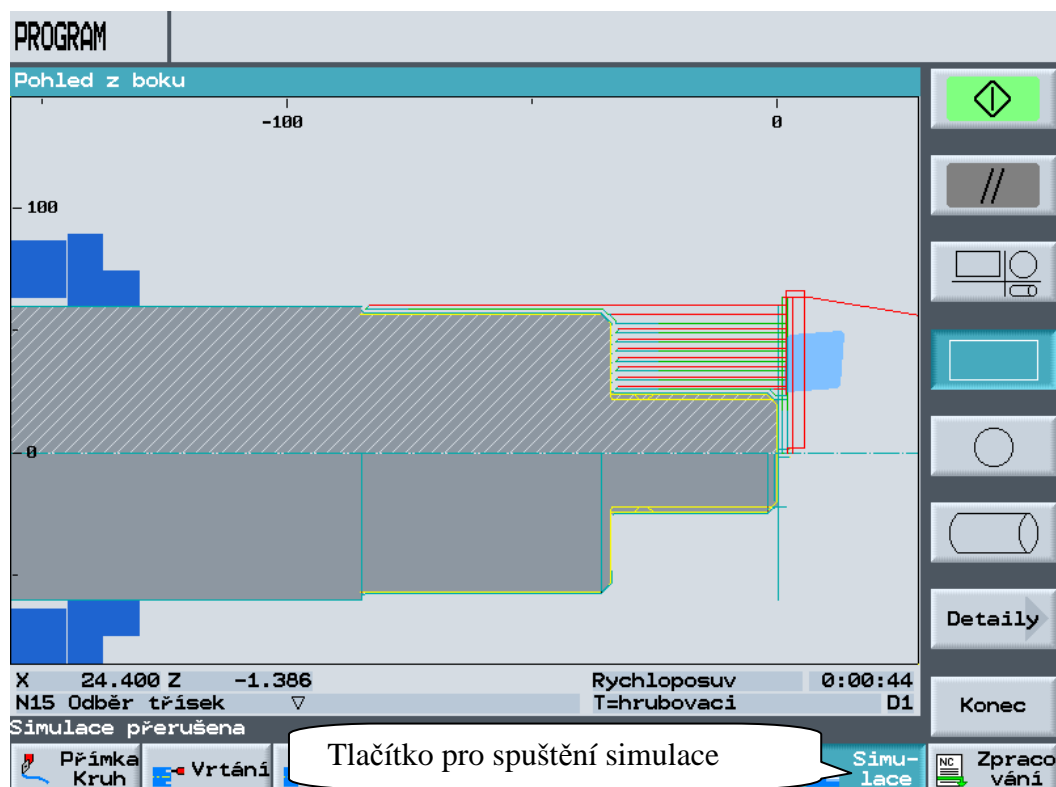 PROGRAM
Pohled z boku
-100
0
100
0
Detaily
X 24.400 Z -1.386 Rychloposuv 0:00:44
N15 Odběr třísek ▽ T=hrubovaci D1
Konec
Simulace přerušena
Tlačítko pro spuštění simulace
Přímka
Kruh
Vrtání
Simu-
lace
NC
Zpraco
vání